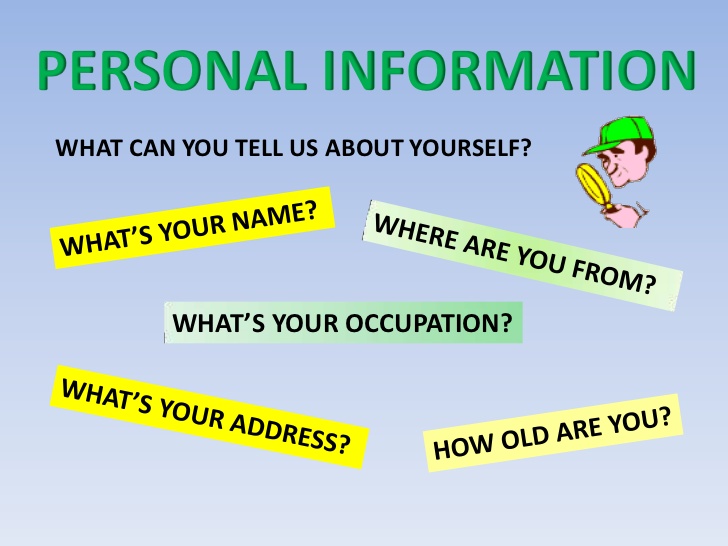 PERSONAL INFORMATION
WHAT CAN YOU TELL US ABOUT YOURSELF?
WHAT’S YOUR NAME?
WHERE ARE YOU FROM?
WHAT’S YOUR OCCUPATION?
WHAT’S YOUR ADDRESS?
HOW OLD ARE YOU?